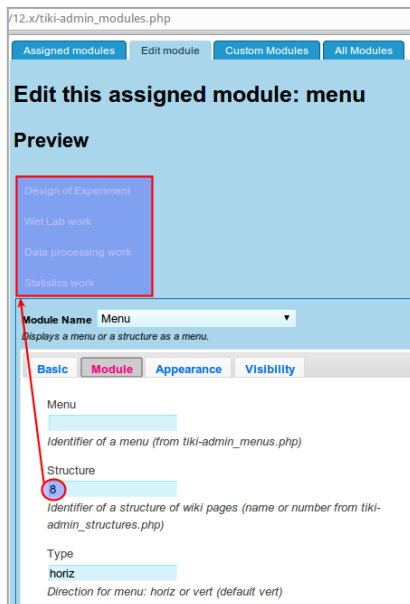 /12.x/tiki-admin_modules.php
Assigned modules Edit module Custom Modules All Modules
Edit this assigned module: menu
Preview
Design of Experiment
Wet Lab work
Data processing work
Statistics work
Module Name Menu
Displays a menu or a structure as a menu.
Basic Module Appearance Visibility
Menu
Identifier of a menu (from tiki-admin_menus.php)
Structure
8
Identifier of a structure of wiki pages (name or number from tiki-
admin_structures.php)
Type
horiz
Direction for menu: horiz or vert (default vert)